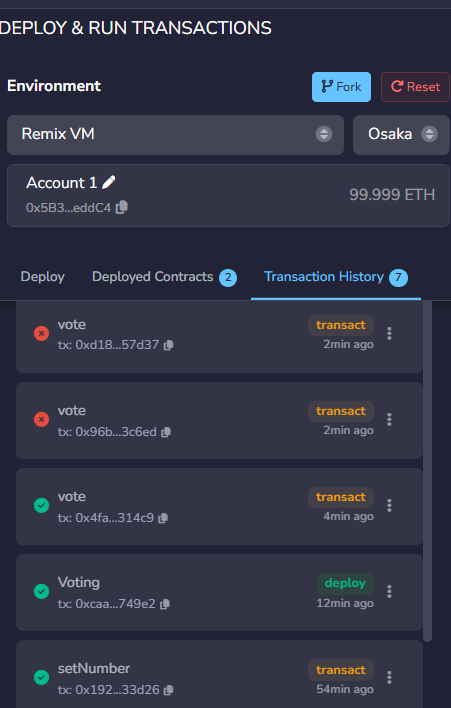 DEPLOY & RUN TRANSACTIONS
Environment
Fork
Reset
Remix VM
Osaka
Account 1
0x5B3...eddC4
99.999 ETH
Deploy
Deployed Contracts 2
Transaction History 7
vote
transact
tx: 0xd18...57d37
2min ago
vote
transact
tx: 0x96b...3c6ed
2min ago
vote
transact
tx: 0x4fa...314c9
4min ago
Voting
deploy
tx: 0xcaa...749e2
12min ago
setNumber
transact
tx: 0x192...33d26
54min ago